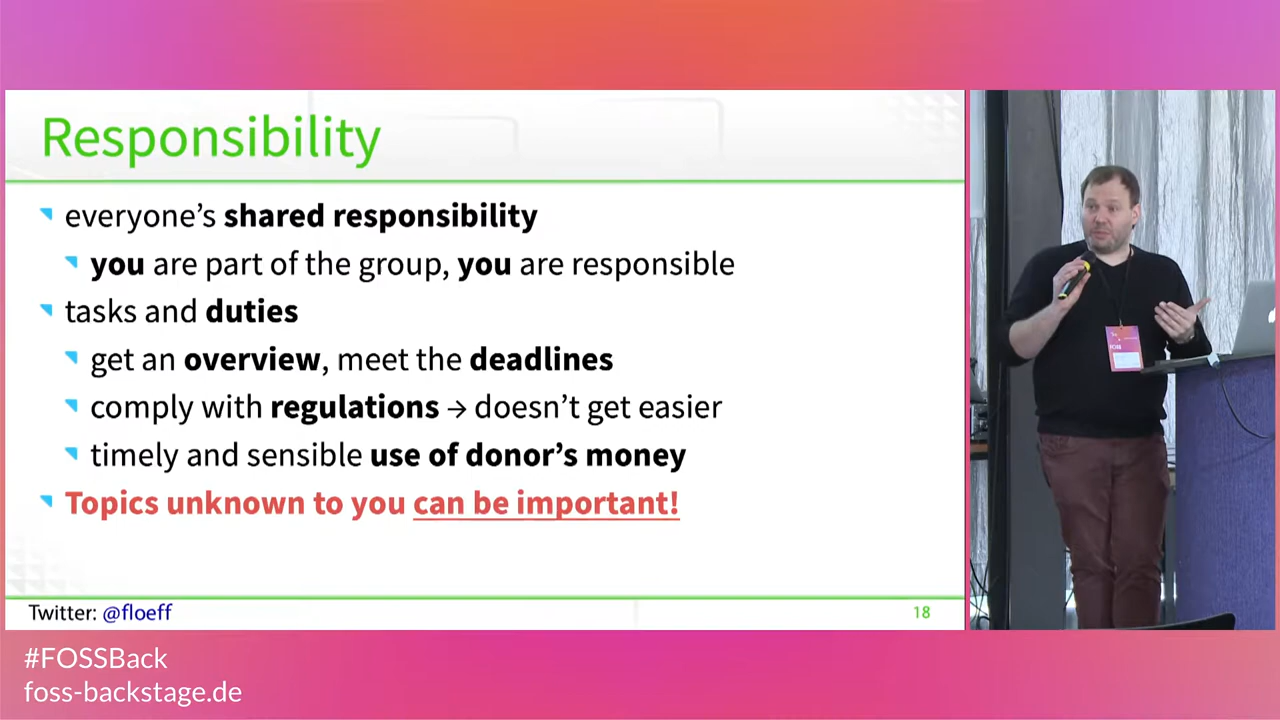 Responsibility
everyone’s shared responsibility
you are part of the group, you are responsible
tasks and duties
get an overview, meet the deadlines
comply with regulations → doesn’t get easier
timely and sensible use of donor’s money
Topics unknown to you can be important!
Twitter: @floeff
18
#FOSSBack
foss-backstage.de